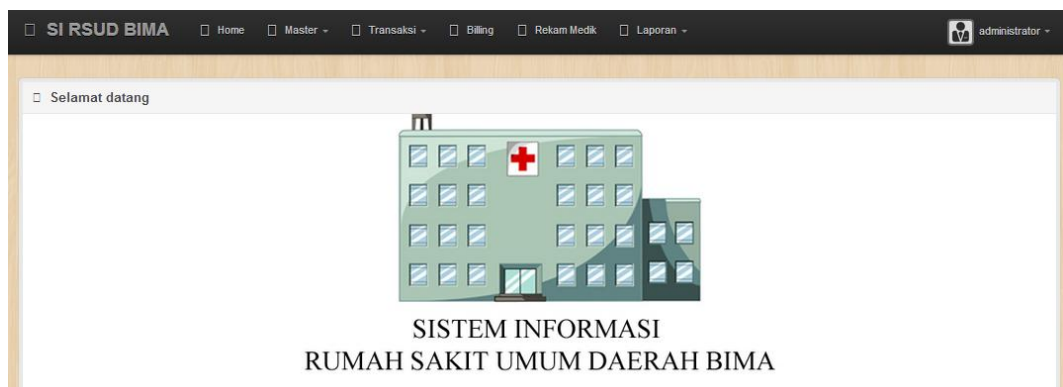 SI RSUD BIMA Home Master Transaksi Billing Rekam Medik Laporan administrator
Selamat datang
SISTEM INFORMASI
RUMAH SAKIT UMUM DAERAH BIMA